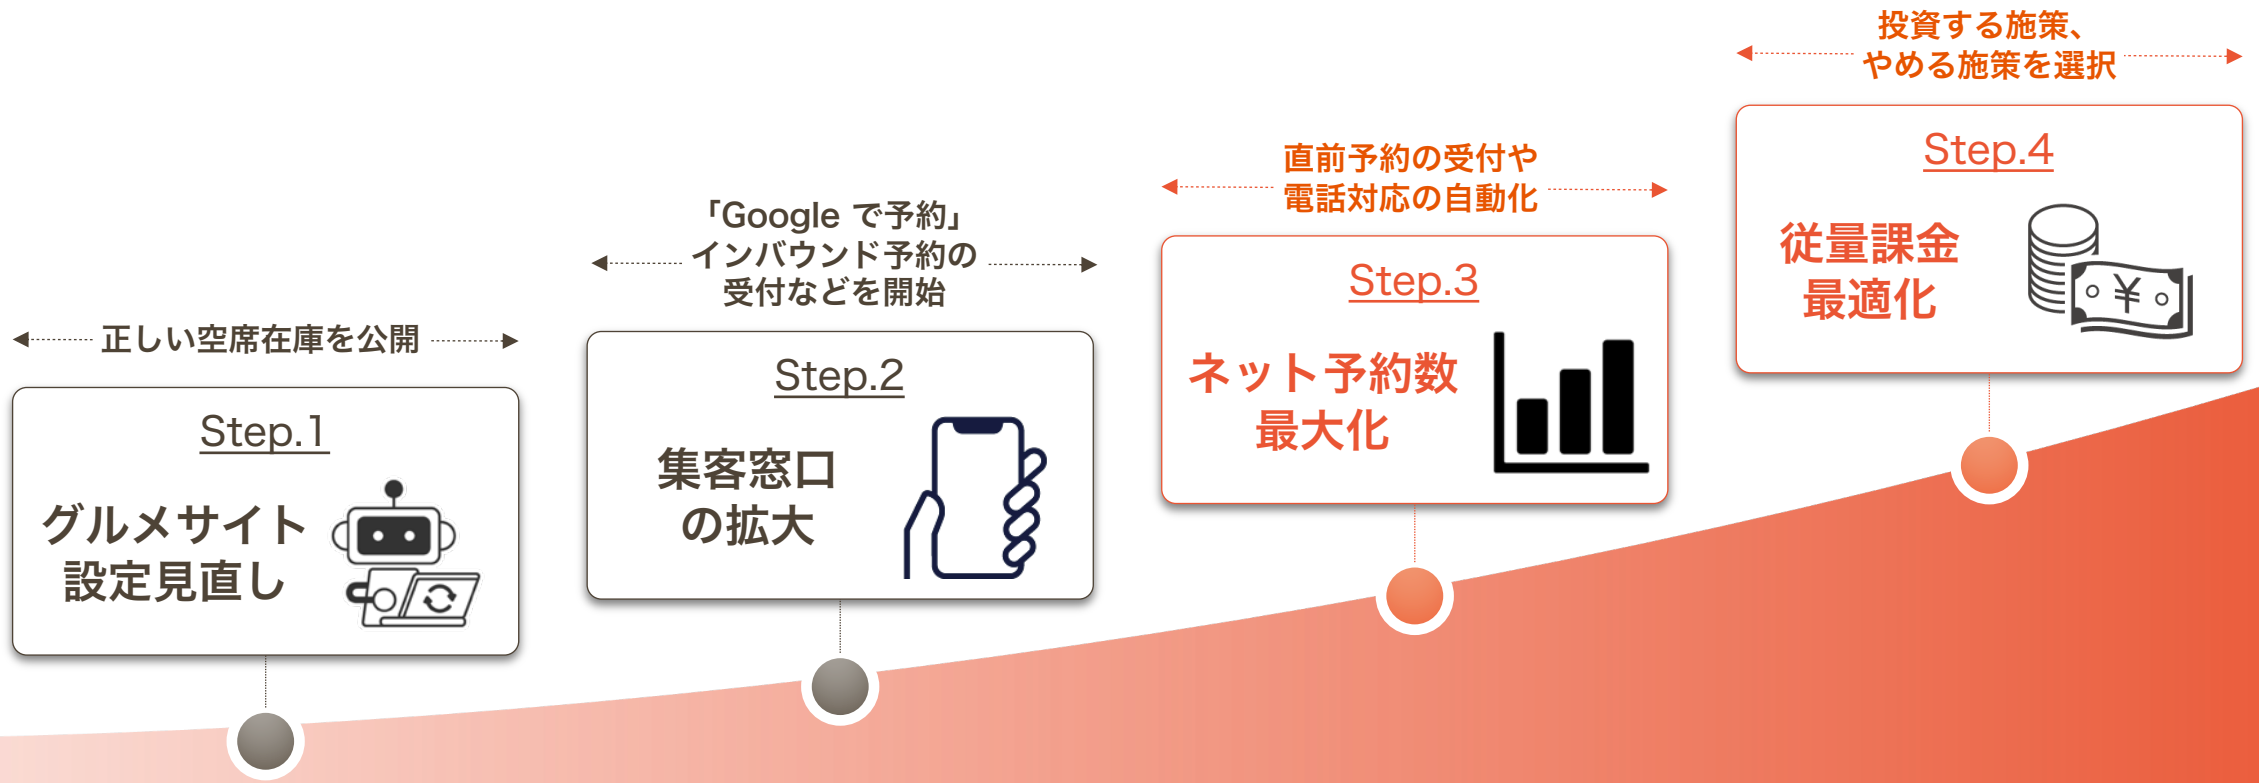 正しい空席在庫を公開
Step.1
グルメサイト
設定見直し
「Google で予約」
インバウンド予約の
受付などを開始
Step.2
集客窓口
の拡大
直前予約の受付や
電話対応の自動化
Step.3
ネット予約数
最大化
投資する施策、
やめる施策を選択
Step.4
従量課金
最適化
¥